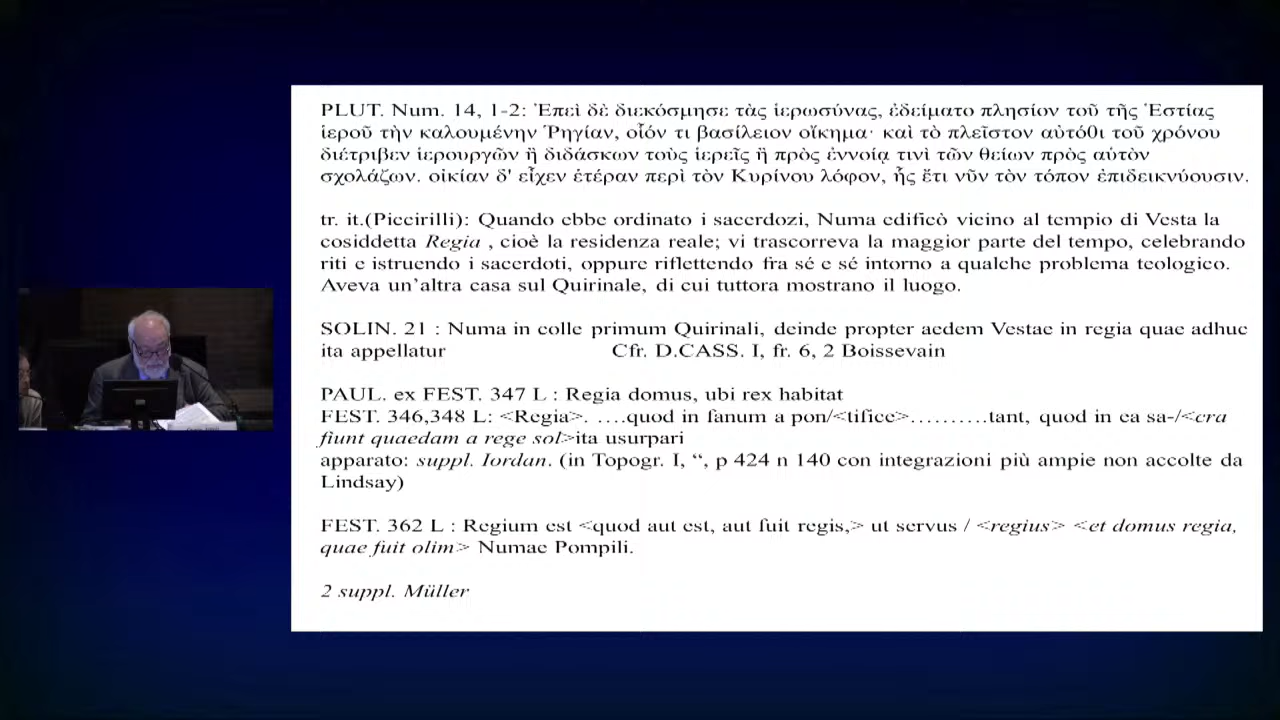 PLUT. Num. 14, 1-2: Ἐπεὶ δὲ διεκόσμησε τὰς ἱερωσύνας, ἐδείματο πλησίον τοῦ τῆς Ἑστίας
ἱεροῦ τὴν καλουμένην Ῥηγίαν, οἷόν τι βασίλειον οἴκημα· καὶ τὸ πλεῖστον αὐτόθι τοῦ χρόνου
διέτριβεν ἱερουργῶν ἢ διδάσκων τοὺς ἱερεῖς ἢ πρὸς ἐννοίᾳ τινὶ τῶν θείων πρὸς αὑτὸν
σχολάζων. οἰκίαν δ' εἶχεν ἑτέραν περὶ τὸν Κυρίνου λόφον, ἧς ἔτι νῦν τὸν τόπον ἐπιδεικνύουσιν.
tr. it.(Piccirilli): Quando ebbe ordinato i sacerdozi, Numa edificò vicino al tempio di Vesta la
cosiddetta Regia , cioè la residenza reale; vi trascorreva la maggior parte del tempo, celebrando
riti e istruendo i sacerdoti, oppure riflettendo fra sé e sé intorno a qualche problema teologico.
Aveva un'altra casa sul Quirinale, di cui tuttora mostrano il luogo.
SOLIN. 21 : Numa in colle primum Quirinali, deinde propter aedem Vestae in regia quae adhuc
ita appellatur Cfr. D.CASS. I, fr. 6, 2 Boissevain
PAUL. ex FEST. 347 L : Regia domus, ubi rex habitat
FEST. 346,348 L: <Regia>. ….quod in fanum a pon/<tifice>……….tant, quod in ea sa-/<cra
fiunt quaedam a rege sol>ita usurpari
apparato: suppl. Iordan. (in Topogr. I, “, p 424 n 140 con integrazioni più ampie non accolte da
Lindsay)
FEST. 362 L : Regium est <quod aut est, aut fuit regis,> ut servus / <regius> <et domus regia,
quae fuit olim> Numae Pompili.
2 suppl. Müller